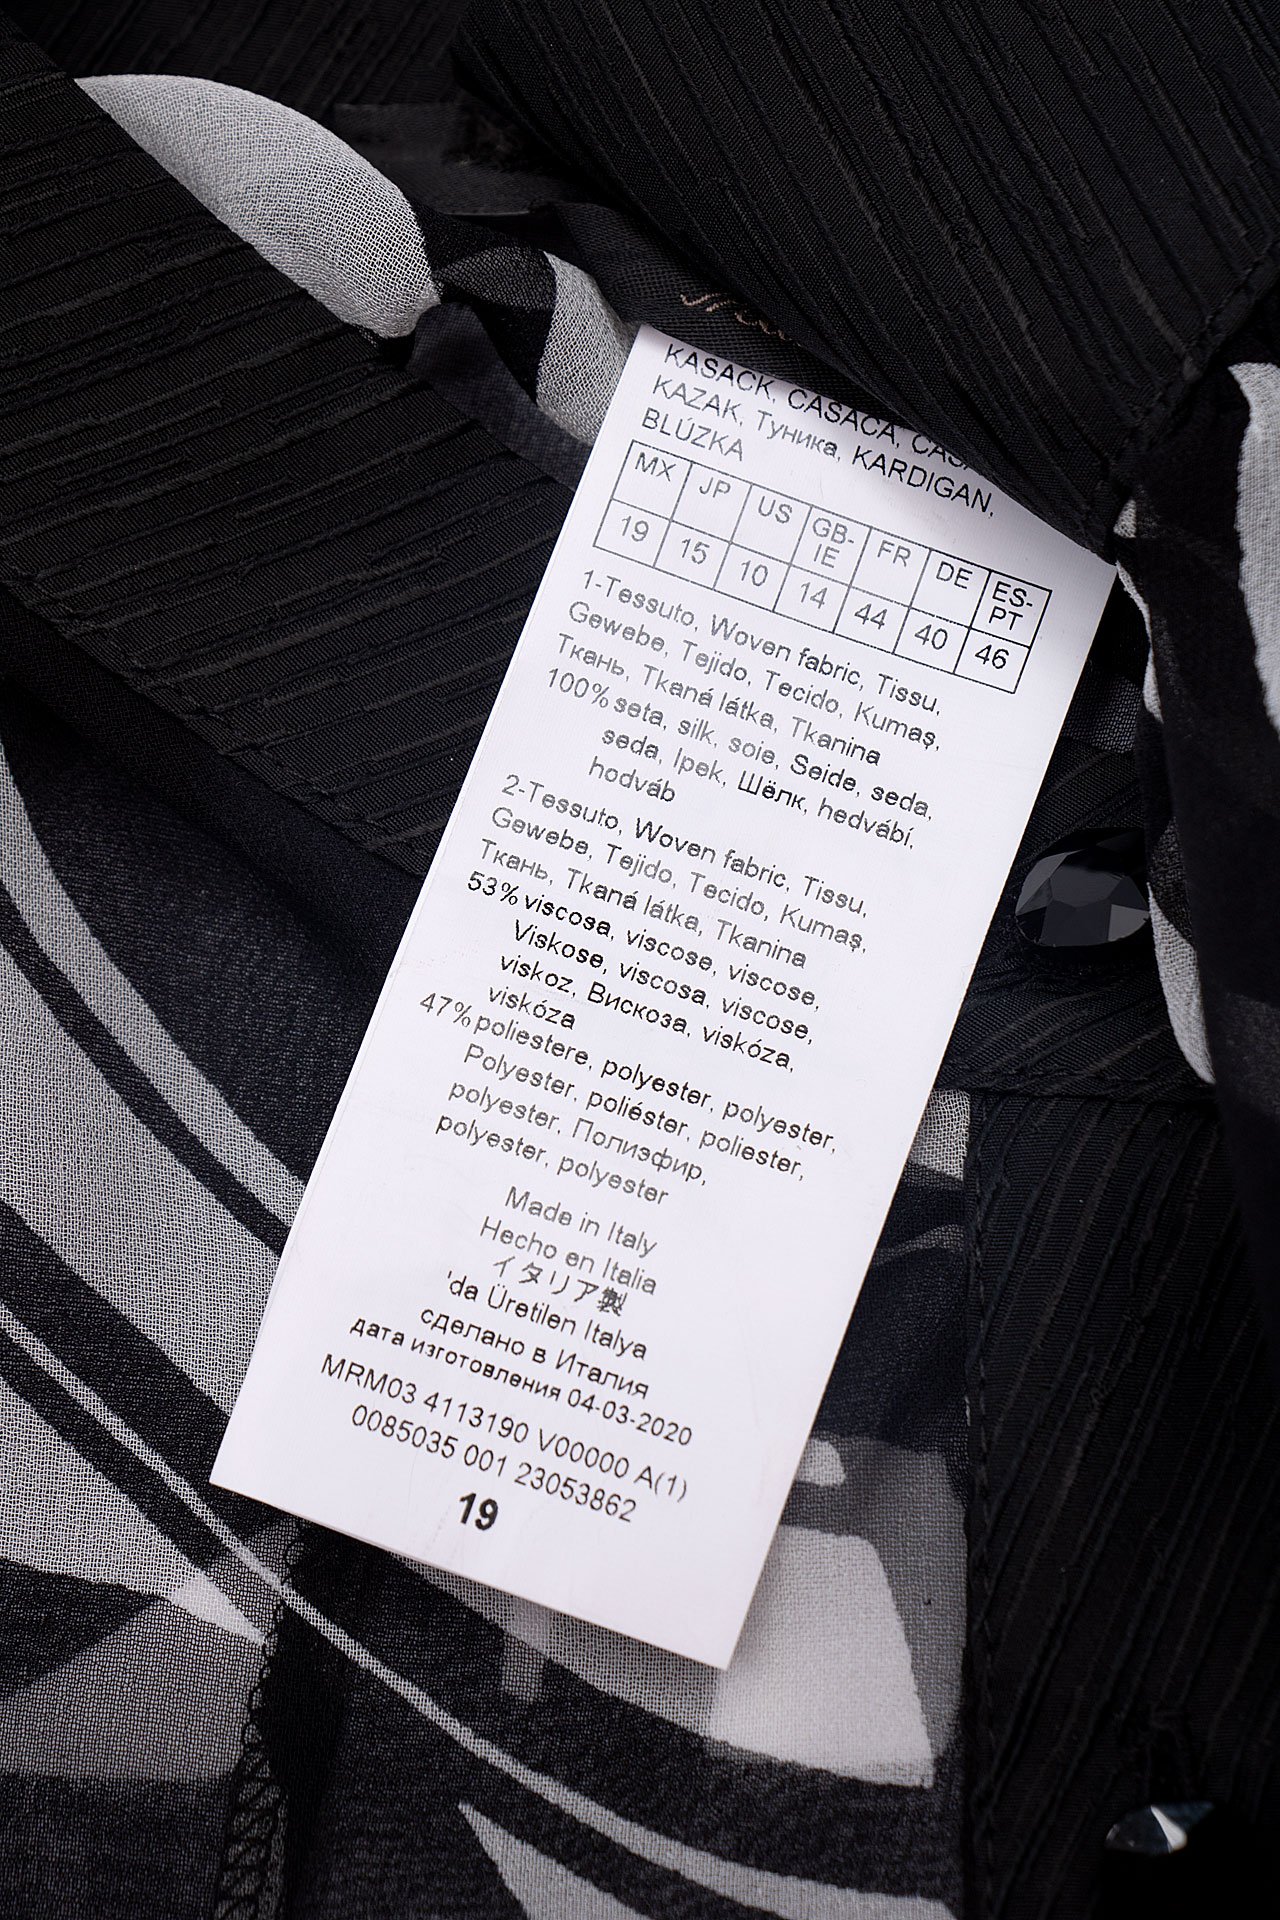 KASACK, CASACA,
KAZAK, Туника, KARDIGAN,
BLÚZKA
MX JP US GB-IE FR DE ES-PT
19 15 10 14 44 40 46
1-Tessuto, Woven fabric, Tissu,
Gewebe, Tejido, Tecido, Kumaş,
Ткань, Tkaná látka, Tkanina
100% seta, silk, soie, Seide, seda,
seda, Ipek, Шёлк, hedvábí,
hodváb
2-Tessuto, Woven fabric, Tissu,
Gewebe, Tejido, Tecido, Kumaş,
Ткань, Tkaná látka, Tkanina
53% viscosa, viscose, viscose,
Viskose, viscosa, viscose,
viskoz, Вискоза, viskóza,
viskóza
47% poliestere, polyester, polyester,
Polyester, poliéster, poliester,
polyester, Полиэфир,
polyester, polyester
Made in Italy
Hecho en Italia
イタリア製
'da Üretilen Italya
сделано в Италия
дата изготовления 04-03-2020
MRM03 4113190 V00000 A(1)
0085035 001 23053862
19